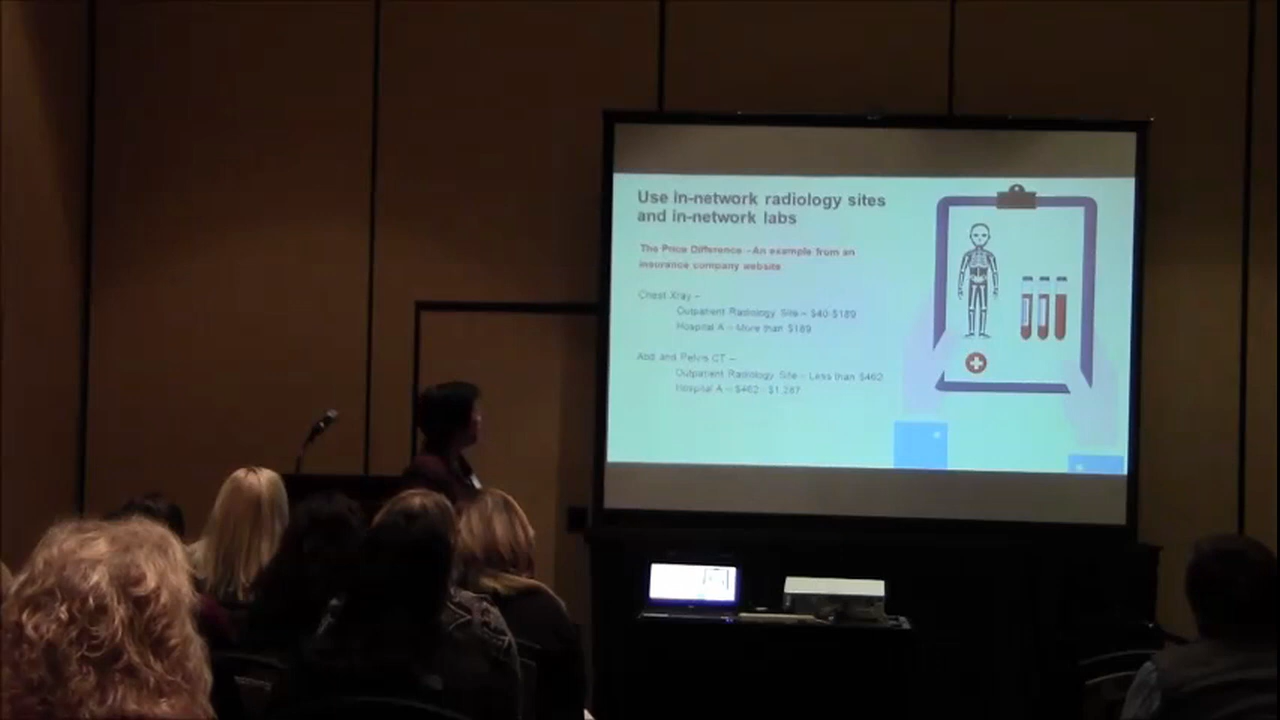 Use in-network radiology sites
and in-network labs
The Price Difference - An example from an
insurance company website
Chest Xray –
Outpatient Radiology Site – $40-$189
Hospital A – More than $189
Abd and Pelvis CT –
Outpatient Radiology Site – Less than $462
Hospital A – $462 - $1,287